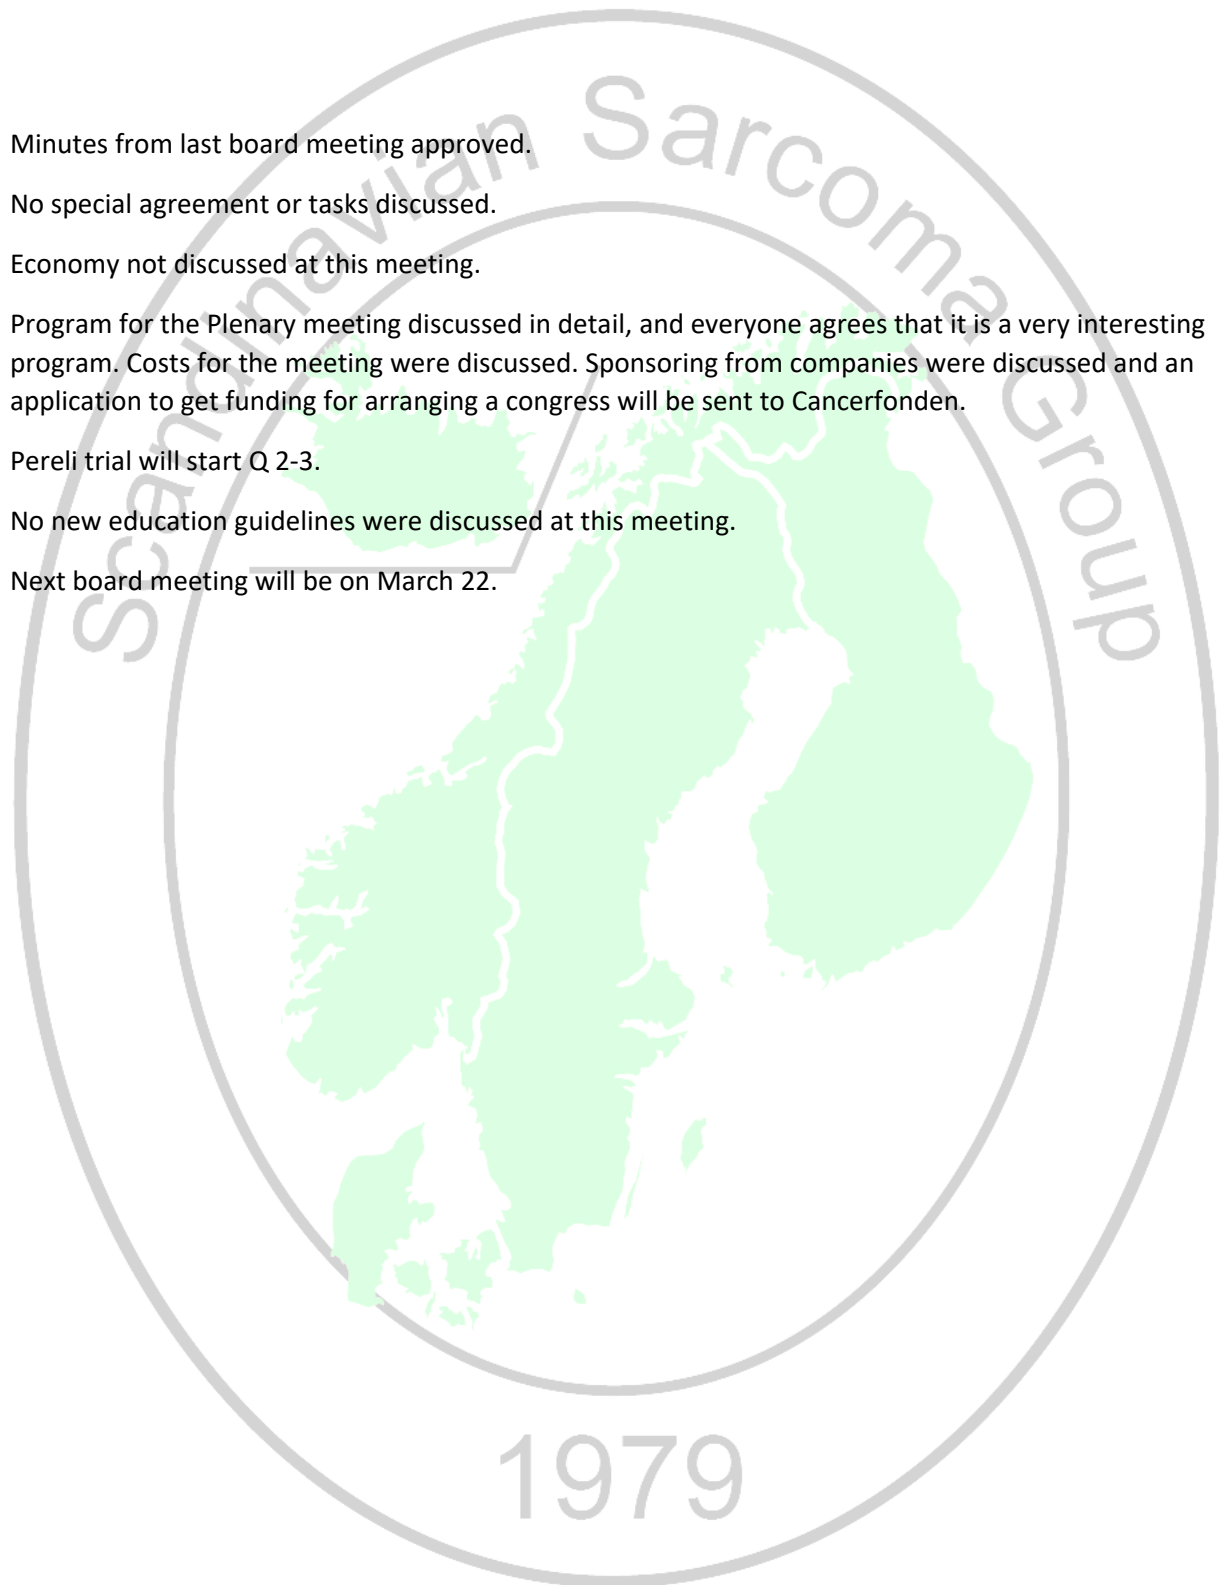 Scandinavian Sarcoma Group
Minutes from last board meeting approved.
No special agreement or tasks discussed.
Economy not discussed at this meeting.
Program for the Plenary meeting discussed in detail, and everyone agrees that it is a very interesting
program. Costs for the meeting were discussed. Sponsoring from companies were discussed and an
application to get funding for arranging a congress will be sent to Cancerfonden.
Pereli trial will start Q 2-3.
No new education guidelines were discussed at this meeting.
Next board meeting will be on March 22.
1979